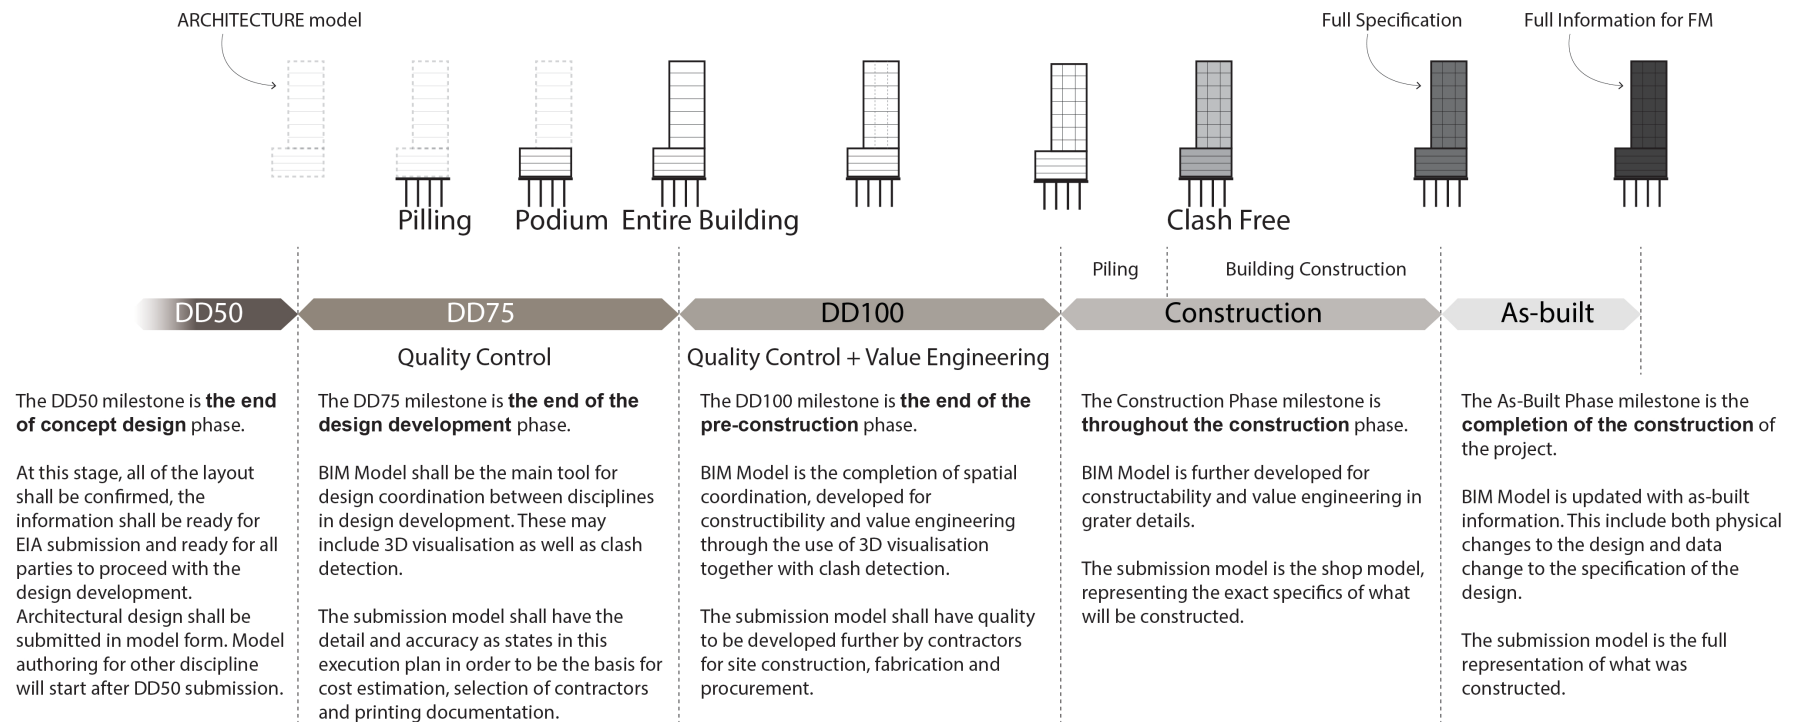 ARCHITECTURE model
Full Specification
Full Information for FM
Pilling
Podium
Entire Building
Clash Free
Piling
Building Construction
DD50
DD75
DD100
Construction
As-built
Quality Control
Quality Control + Value Engineering
The DD50 milestone is the end
of concept design phase.
At this stage, all of the layout
shall be confirmed, the
information shall be ready for
EIA submission and ready for all
parties to proceed with the
design development.
Architectural design shall be
submitted in model form. Model
authoring for other discipline
will start after DD50 submission.
The DD75 milestone is the end of the
design development phase.
BIM Model shall be the main tool for
design coordination between disciplines
in design development. These may
include 3D visualisation as well as clash
detection.
The submission model shall have the
detail and accuracy as states in this
execution plan in order to be the basis for
cost estimation, selection of contractors
and printing documentation.
The DD100 milestone is the end of the
pre-construction phase.
BIM Model is the completion of spatial
coordination, developed for
constructibility and value engineering
through the use of 3D visualisation
together with clash detection.
The submission model shall have quality
to be developed further by contractors
for site construction, fabrication and
procurement.
The Construction Phase milestone is
throughout the construction phase.
BIM Model is further developed for
constructability and value engineering in
grater details.
The submission model is the shop model,
representing the exact specifics of what
will be constructed.
The As-Built Phase milestone is the
completion of the construction of
the project.
BIM Model is updated with as-built
information. This include both physical
changes to the design and data
change to the specification of the
design.
The submission model is the full
representation of what was
constructed.